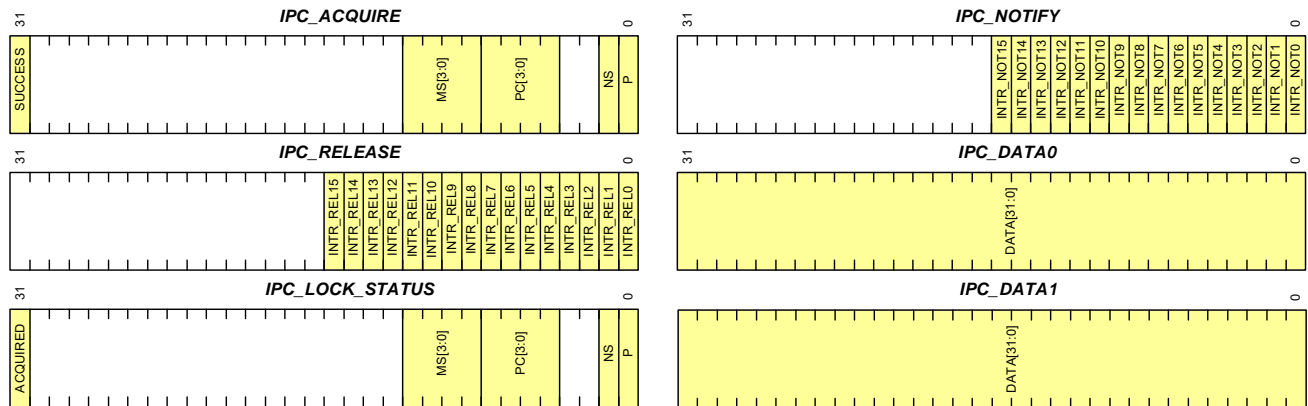 IPC_ACQUIRE
31
0
SUCCESS
MS[3:0]
PC[3:0]
NS
P
IPC_NOTIFY
31
0
INTR_NOT15
INTR_NOT14
INTR_NOT13
INTR_NOT12
INTR_NOT11
INTR_NOT10
INTR_NOT9
INTR_NOT8
INTR_NOT7
INTR_NOT6
INTR_NOT5
INTR_NOT4
INTR_NOT3
INTR_NOT2
INTR_NOT1
INTR_NOT0
IPC_RELEASE
31
0
INTR_REL15
INTR_REL14
INTR_REL13
INTR_REL12
INTR_REL11
INTR_REL10
INTR_REL9
INTR_REL8
INTR_REL7
INTR_REL6
INTR_REL5
INTR_REL4
INTR_REL3
INTR_REL2
INTR_REL1
INTR_REL0
IPC_DATA0
31
0
DATA[31:0]
IPC_LOCK_STATUS
31
0
ACQUIRED
MS[3:0]
PC[3:0]
NS
P
IPC_DATA1
31
0
DATA[31:0]